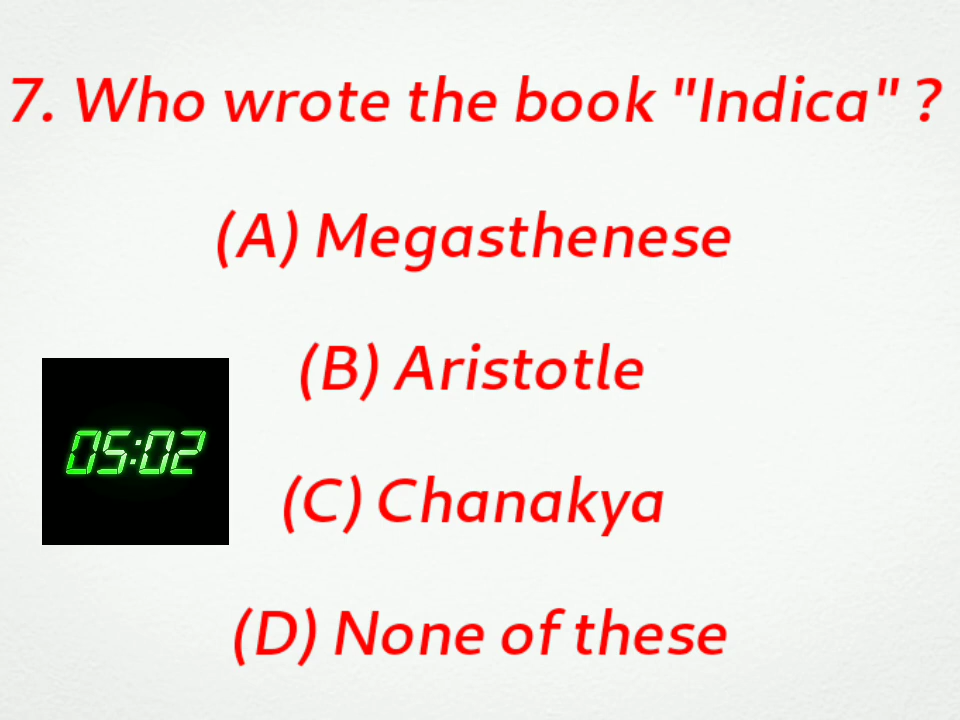 7. Who wrote the book "Indica" ?
(A) Megasthenese
(B) Aristotle
05:02
(C) Chanakya
(D) None of these